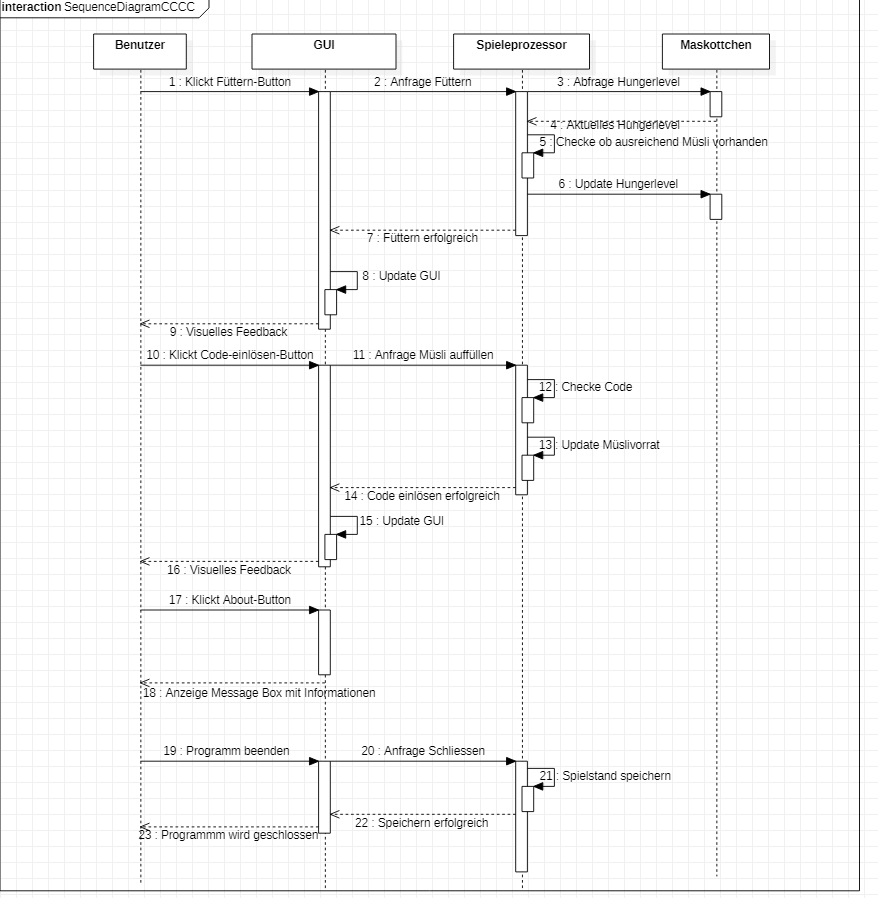 interaction SequenceDiagramCCCC
Benutzer
GUI
Spieleprozessor
Maskottchen
1 : Klickt Füttern-Button
2 : Anfrage Füttern
3 : Abfrage Hungerlevel
4 : Aktuelles Hungerlevel
5 : Checke ob ausreichend Müsli vorhanden
6 : Update Hungerlevel
7 : Füttern erfolgreich
8 : Update GUI
9 : Visuelles Feedback
10 : Klickt Code-einlösen-Button
11 : Anfrage Müsli auffüllen
12 : Checke Code
13 : Update Müslivorrat
14 : Code einlösen erfolgreich
15 : Update GUI
16 : Visuelles Feedback
17 : Klickt About-Button
18 : Anzeige Message Box mit Informationen
19 : Programm beenden
20 : Anfrage Schliessen
21 : Spielstand speichern
22 : Speichern erfolgreich
23 : Programmm wird geschlossen